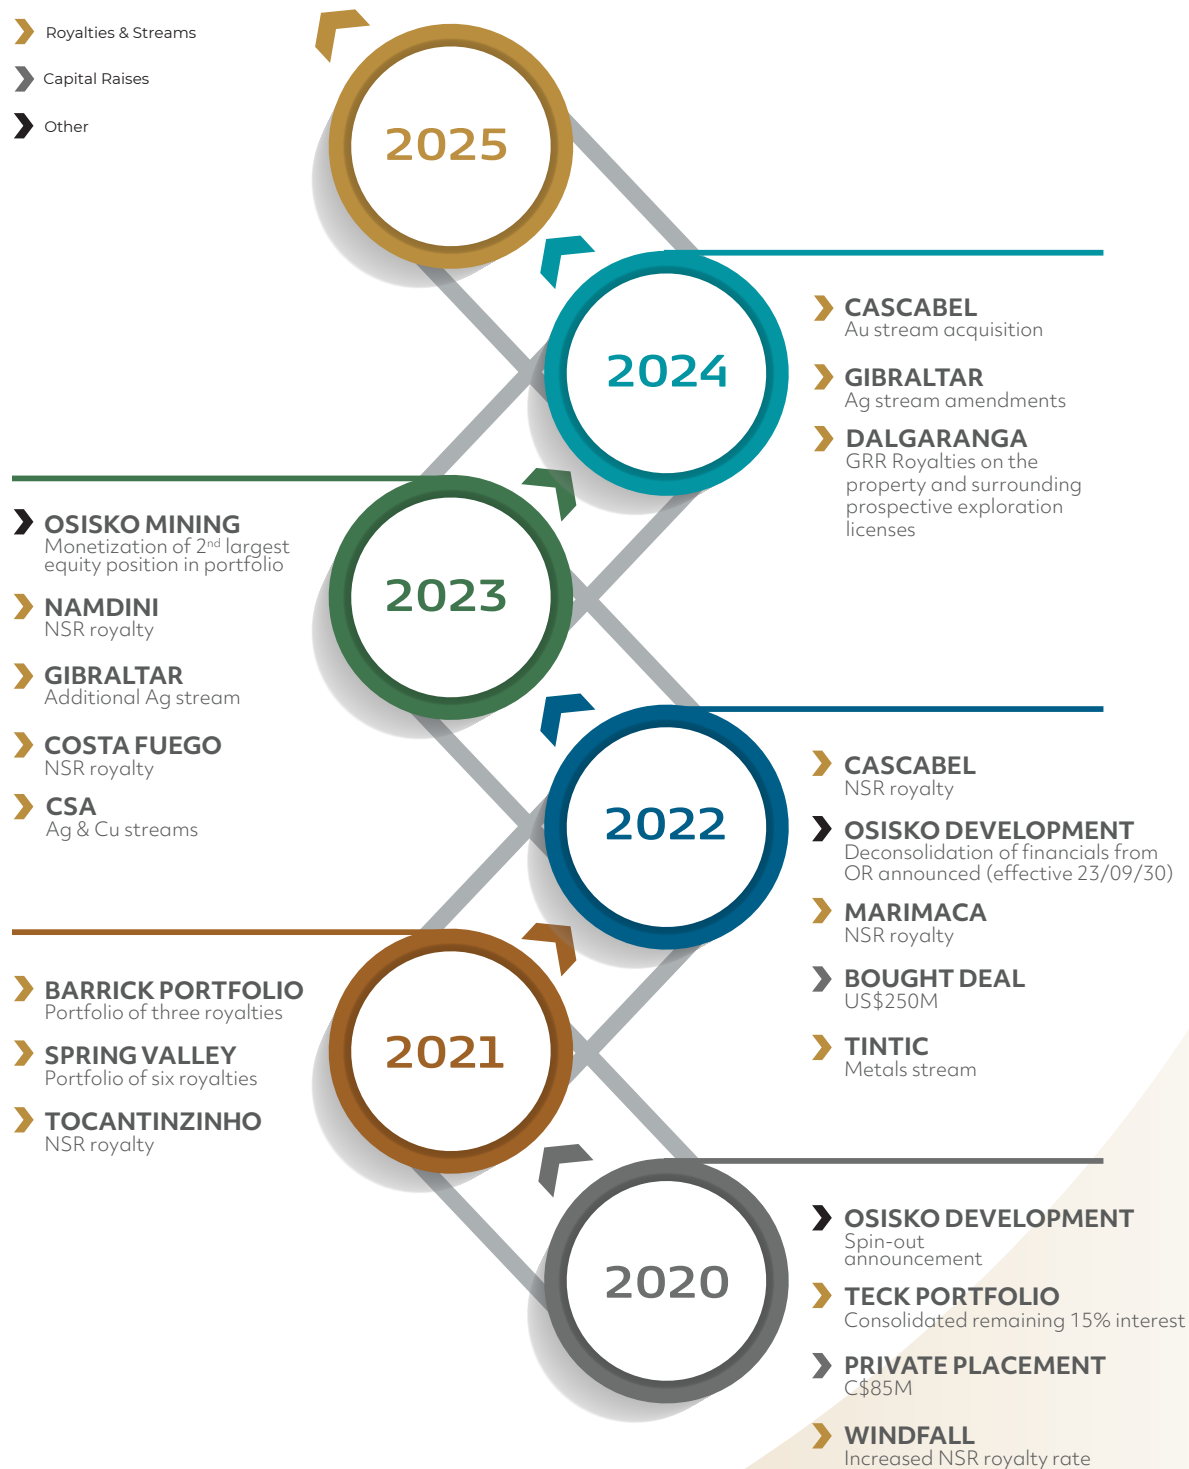 Royalties & Streams
Capital Raises
Other
2025
2024
CASCABEL
Au stream acquisition
GIBRALTAR
Ag stream amendments
DALGARANGA
GRR Royalties on the
property and surrounding
prospective exploration
licenses
2023
OSISKO MINING
Monetization of 2nd largest
equity position in portfolio
NAMDINI
NSR royalty
GIBRALTAR
Additional Ag stream
COSTA FUEGO
NSR royalty
CSA
Ag & Cu streams
2022
CASCABEL
NSR royalty
OSISKO DEVELOPMENT
Deconsolidation of financials from
OR announced (effective 23/09/30)
MARIMACA
NSR royalty
BOUGHT DEAL
US$250M
TINTIC
Metals stream
2021
BARRICK PORTFOLIO
Portfolio of three royalties
SPRING VALLEY
Portfolio of six royalties
TOCANTINZINHO
NSR royalty
2020
OSISKO DEVELOPMENT
Spin-out
announcement
TECK PORTFOLIO
Consolidated remaining 15% interest
PRIVATE PLACEMENT
C$85M
WINDFALL
Increased NSR royalty rate